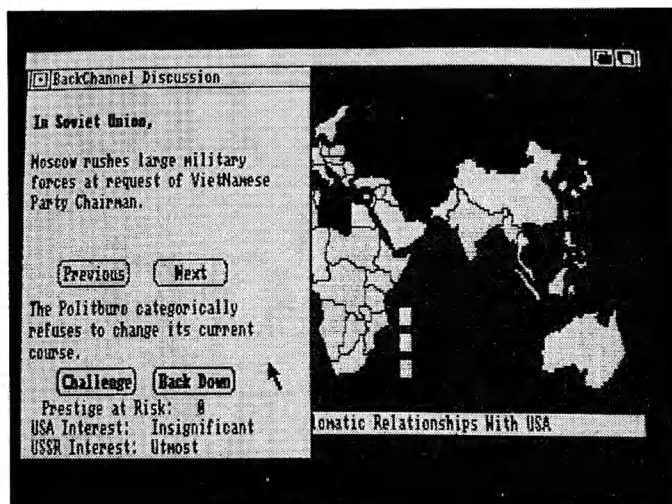 BackChannel Discussion
In Soviet Union,
Moscow rushes large military
forces at request of VietNamese
Party Chairman.
Previous Next
The Politburo categorically
refuses to change its current
course.
Challenge Back Down
Prestige at Risk: 0
USA Interest: Insignificant
USSR Interest: Utmost
lomatic Relationships With USA